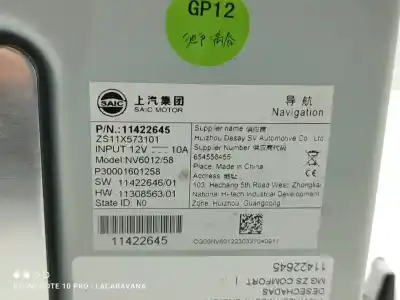 GP12
SAIC
上汽集团
SAIC MOTOR
导航
Navigation
P/N.:11422645
ZS11X573101
INPUT 12V 10A
Model:NV6012/58
P30001601258
SW 11422646/01
HW 11308563/01
State ID: N0
11422645
Supplier name 供应商
Huizhou Desay SV Automotive Co. Ltd
Supplier Number 供应商代码
654558455
Place: Made in China
Address:
103, Hechang 5th Road West, Zhongkai
National Hi-Tech Industrial Development
Zone, Huizhou, Guangdong
11422645
MG ZS COMFORT
DESECHADAS
NOTE 10 PRO - LACARAVANA